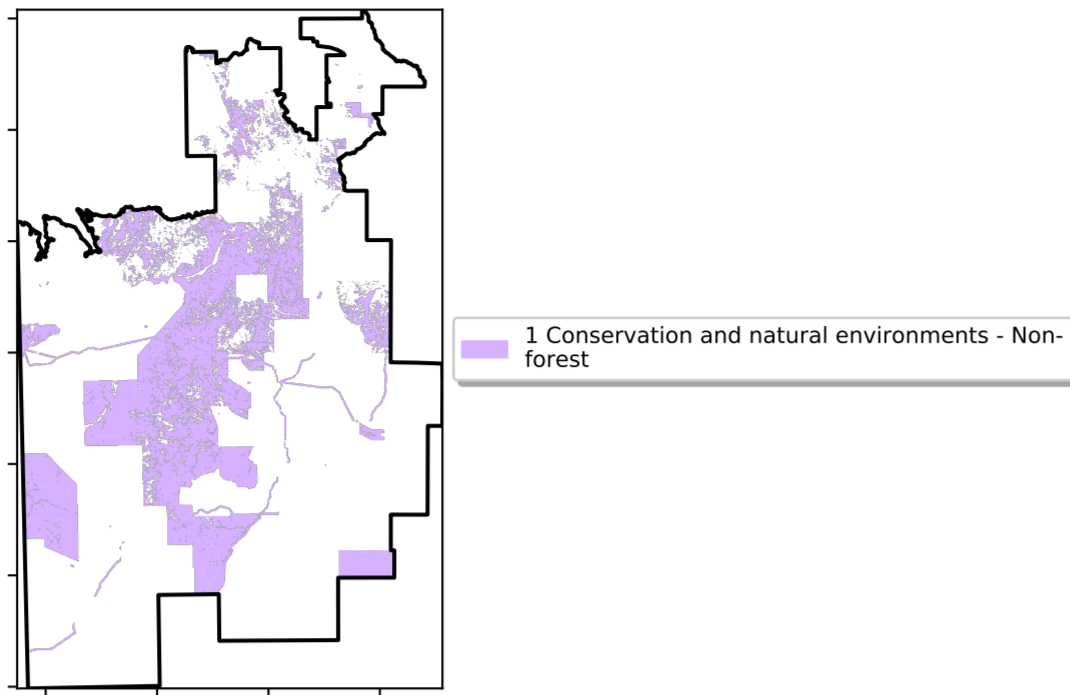 1 Conservation and natural environments - Non-
forest